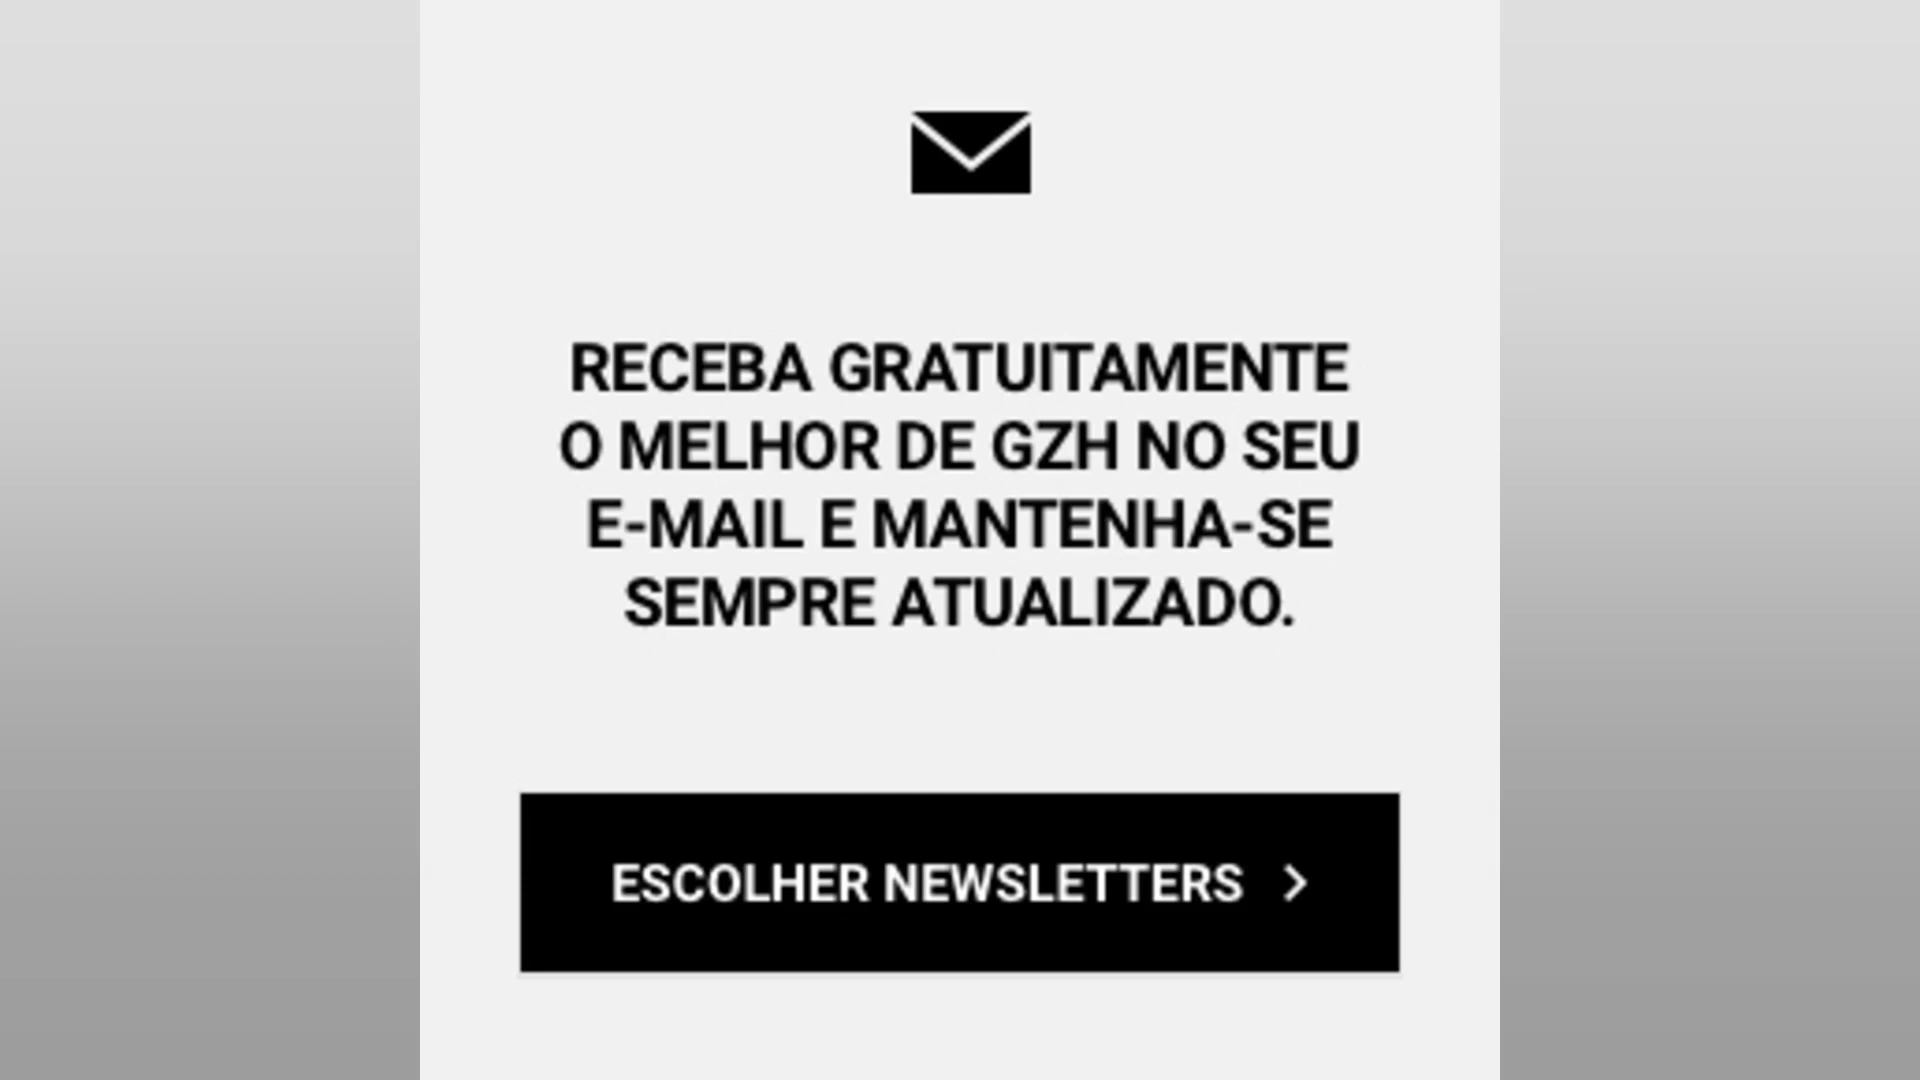 RECEBA GRATUITAMENTE
O MELHOR DE GZH NO SEU
E-MAIL E MANTENHA-SE
SEMPRE ATUALIZADO.
ESCOLHER NEWSLETTERS